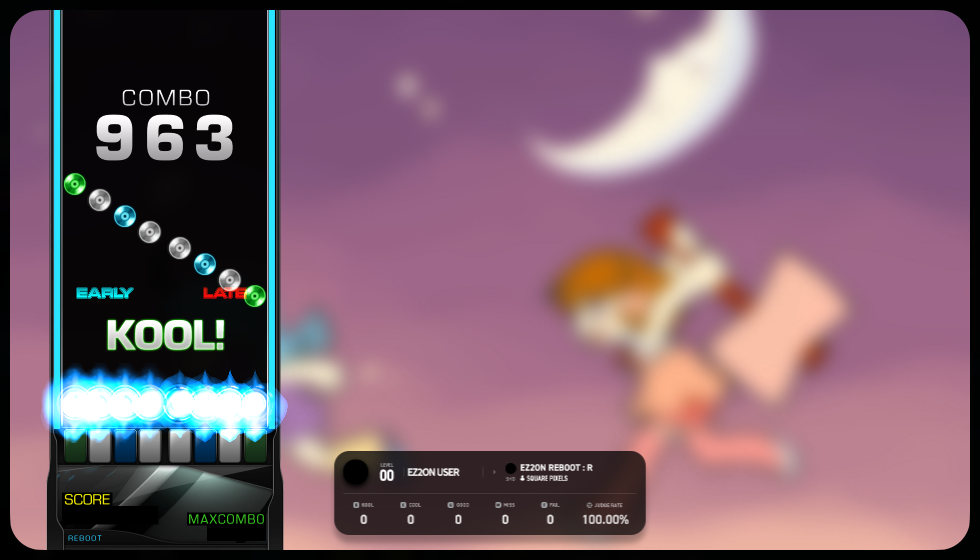 COMBO
963
EARLY LATE
KOOL!
SCORE
MAXCOMBO
REBOOT
LEVEL
00 EZ2ON USER
EZ2ON REBOOT : R
SQUARE PIXELS
KOOL COOL GOOD MISS FAIL JUDGE RATE
0 0 0 0 0 100.00%